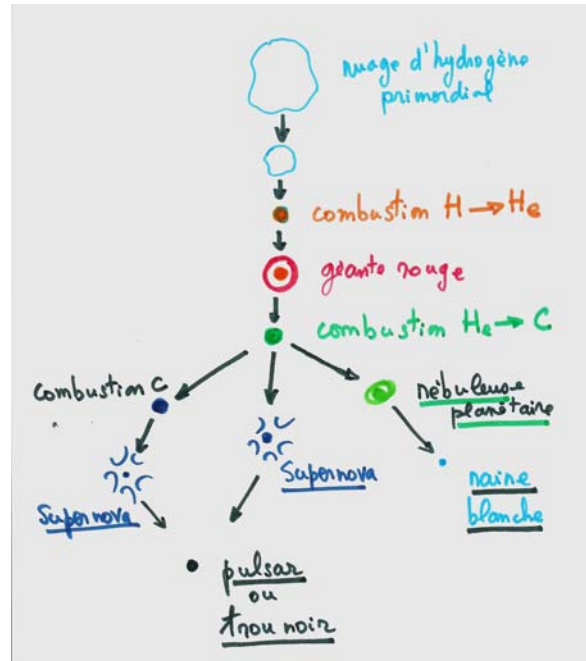 nuage d'hydrogène
primordial
combustion H → He
géante rouge
combustion He → C
combustion C
nébuleuse
planétaire
Supernova
Supernova
naine
blanche
pulsar
ou
trou noir